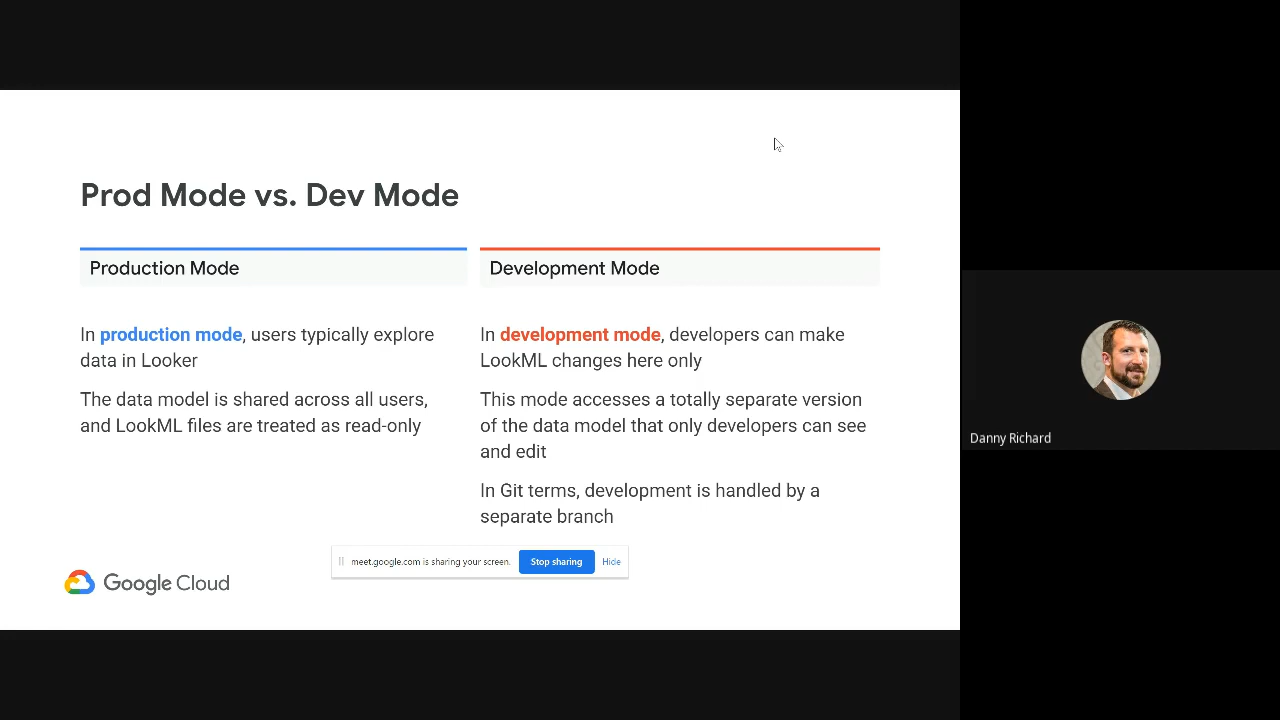 Prod Mode vs. Dev Mode
Production Mode
In production mode, users typically explore
data in Looker
The data model is shared across all users,
and LookML files are treated as read-only
Development Mode
In development mode, developers can make
LookML changes here only
This mode accesses a totally separate version
of the data model that only developers can see
and edit
In Git terms, development is handled by a
separate branch
meet.google.com is sharing your screen.
Stop sharing
Hide
Google Cloud
Danny Richard